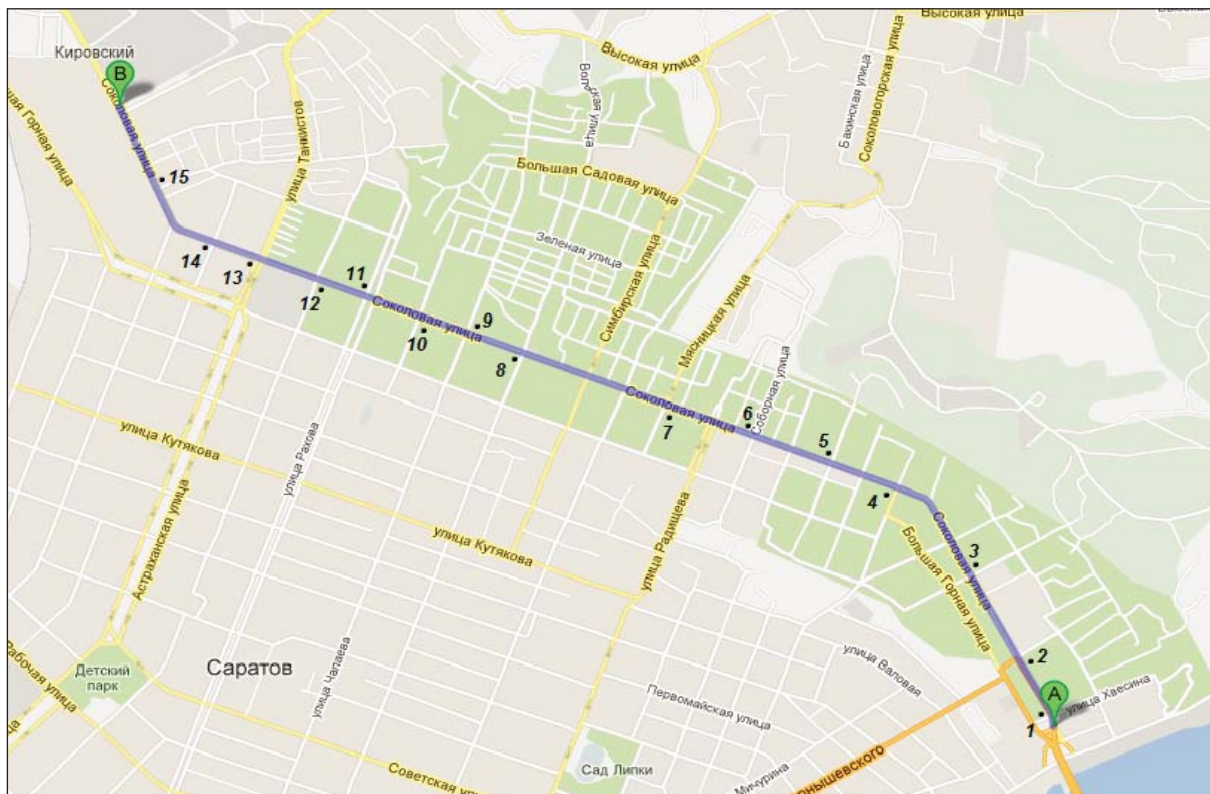 Высокая улица
Кировский
B
Высокая улица
Соколовогорская улица
Бакинская улица
Соколовая улица
шая Горная улица
улица Танкистов
Большая Садовая улица
15
Зеленая улица
14
13
12
11
Симбирская улица
Мясницкая улица
Соколовая улица
10
9
8
Соколовая улица
7
6
Соборная улица
5
4
улица Кутякова
улица Рахова
Астраханская улица
улица Кутякова
улица Радищева
Соколовая улица
3
Большая Горная улица
2
A
улица Хвесина
1
Детский
парк
Рабочая улица
Саратов
улица Чапаева
улица Валовая
Первомайская улица
Советская улица
Сад Липки
Мичурина
рнышевского